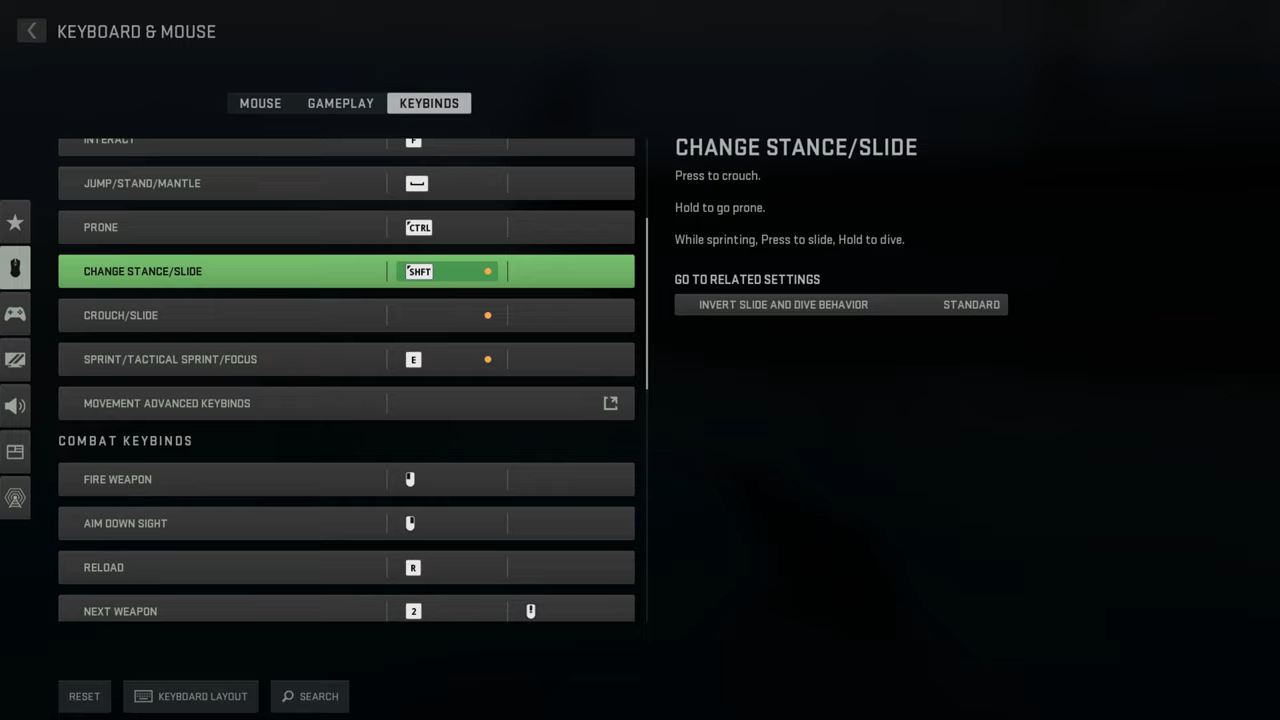 KEYBOARD & MOUSE
MOUSE GAMEPLAY KEYBINDS
INTERACT F
JUMP/STAND/MANTLE
PRONE CTRL
CHANGE STANCE/SLIDE SHFT
CROUCH/SLIDE
SPRINT/TACTICAL SPRINT/FOCUS E
MOVEMENT ADVANCED KEYBINDS
COMBAT KEYBINDS
FIRE WEAPON
AIM DOWN SIGHT
RELOAD R
NEXT WEAPON 2
CHANGE STANCE/SLIDE
Press to crouch.
Hold to go prone.
While sprinting, Press to slide, Hold to dive.
GO TO RELATED SETTINGS
INVERT SLIDE AND DIVE BEHAVIOR STANDARD
RESET KEYBOARD LAYOUT SEARCH